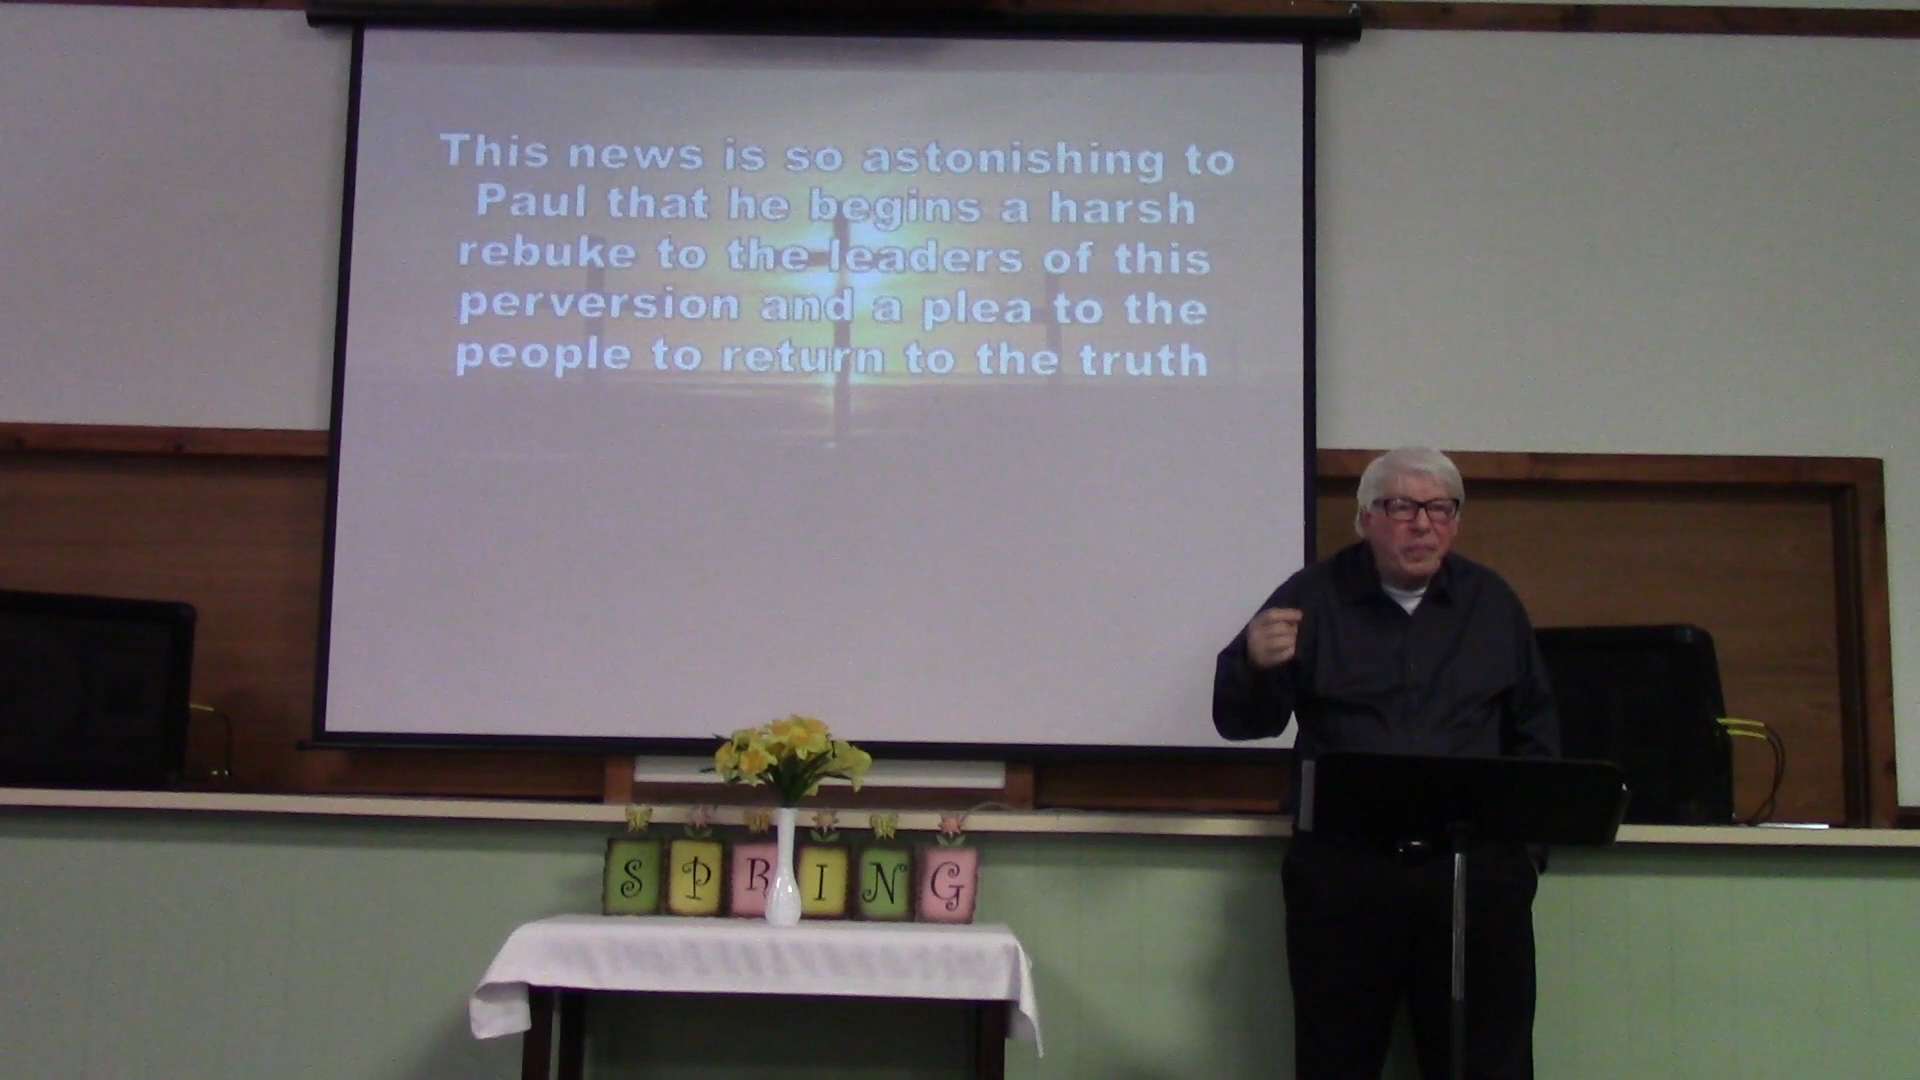 This news is so astonishing to
Paul that he begins a harsh
rebuke to the leaders of this
perversion and a plea to the
people to return to the truth
SPRING